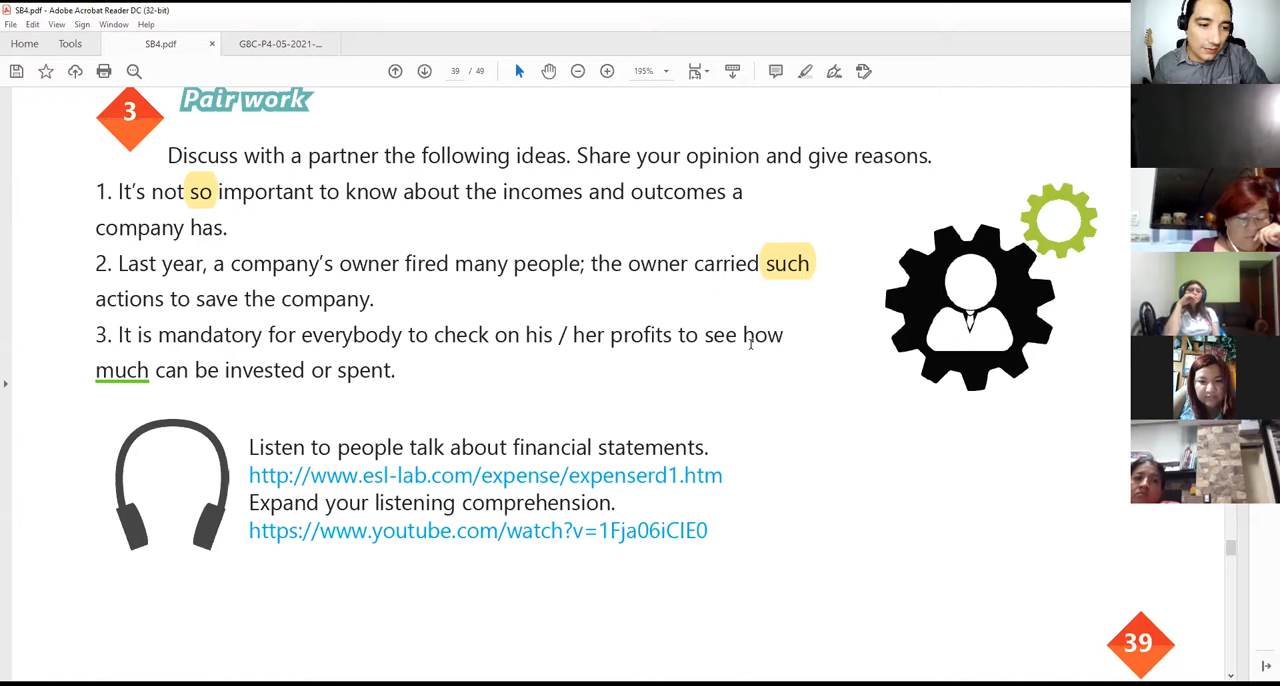 SB4.pdf - Adobe Acrobat Reader DC (32-bit)
File Edit View Sign Window Help
Home Tools SB4.pdf × G8C-P4-05-2021-...
39 / 49 195%
3 Pair work
Discuss with a partner the following ideas. Share your opinion and give reasons.
1. It's not so important to know about the incomes and outcomes a
company has.
2. Last year, a company's owner fired many people; the owner carried such
actions to save the company.
3. It is mandatory for everybody to check on his / her profits to see how
much can be invested or spent.
Listen to people talk about financial statements.
http://www.esl-lab.com/expense/expenserd1.htm
Expand your listening comprehension.
https://www.youtube.com/watch?v=1Fja06iCIE0
39